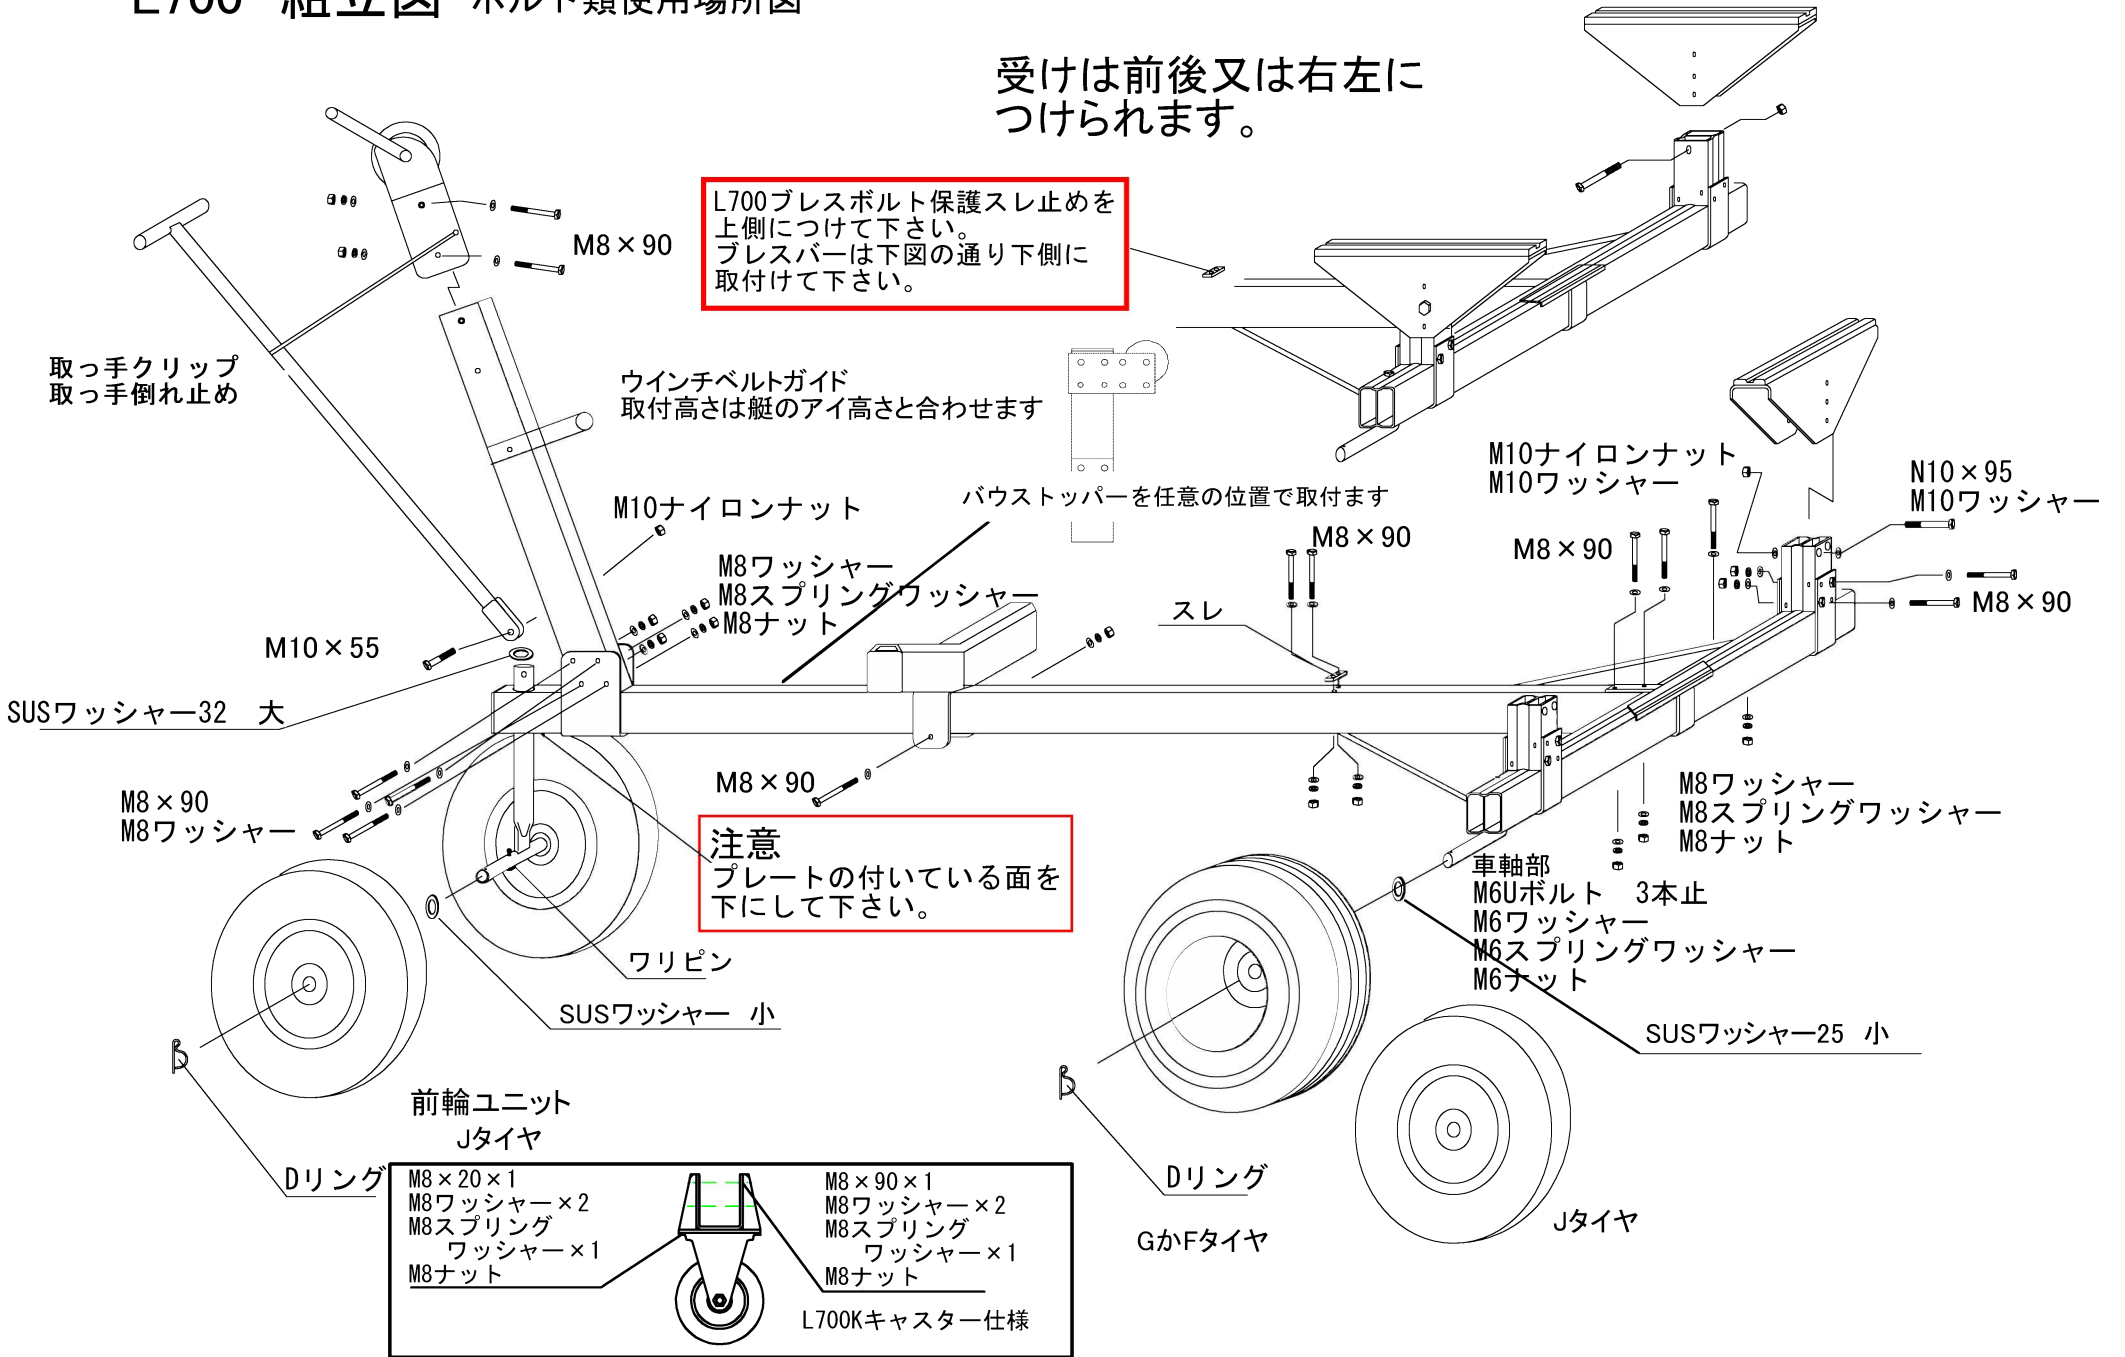 L700 組立図 ボルト類使用場所図
受けは前後又は右左に
つけられます。
L700ブレスボルト保護スレ止めを
上側につけて下さい。
ブレスバーは下図の通り下側に
取付けて下さい。
M8×90
取っ手クリップ
取っ手倒れ止め
ウインチベルトガイド
取付高さは艇のアイ高さと合わせます
バウストッパーを任意の位置で取付ます
M10ナイロンナット
M10ワッシャー
N10×95
M10ワッシャー
M10ナイロンナット
M8×90
M8×90
M8ワッシャー
M8スプリングワッシャー
M8ナット
スレ
M8×90
M10×55
SUSワッシャー32 大
M8×90
M8ワッシャー
M8×90
M8ワッシャー
M8スプリングワッシャー
M8ナット
注意
プレートの付いている面を
下にして下さい。
車軸部
M6Uボルト 3本止
M6ワッシャー
M6スプリングワッシャー
M6ナット
ワリピン
SUSワッシャー 小
SUSワッシャー25 小
前輪ユニット
Jタイヤ
Dリング
M8×20×1
M8ワッシャー×2
M8スプリング
ワッシャー×1
M8ナット
M8×90×1
M8ワッシャー×2
M8スプリング
ワッシャー×1
M8ナット
L700Kキャスター仕様
Dリング
GかFタイヤ
Jタイヤ